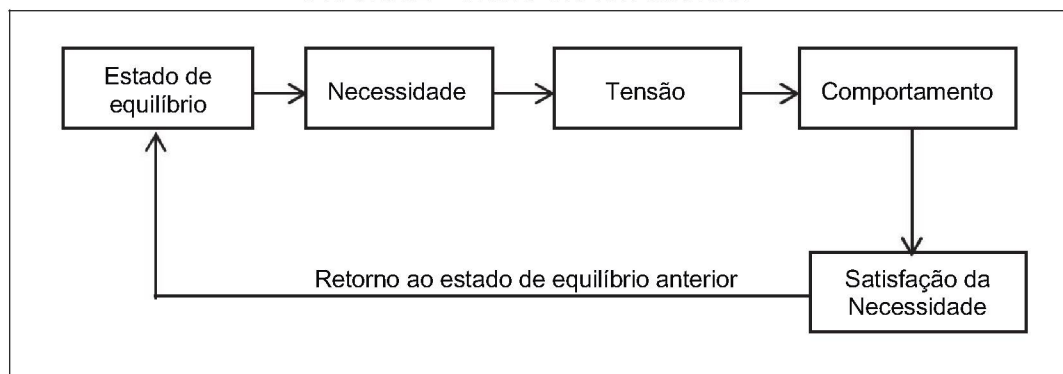 Estado de
equilíbrio
Necessidade
Tensão
Comportamento
Retorno ao estado de equilíbrio anterior
Satisfação da
Necessidade